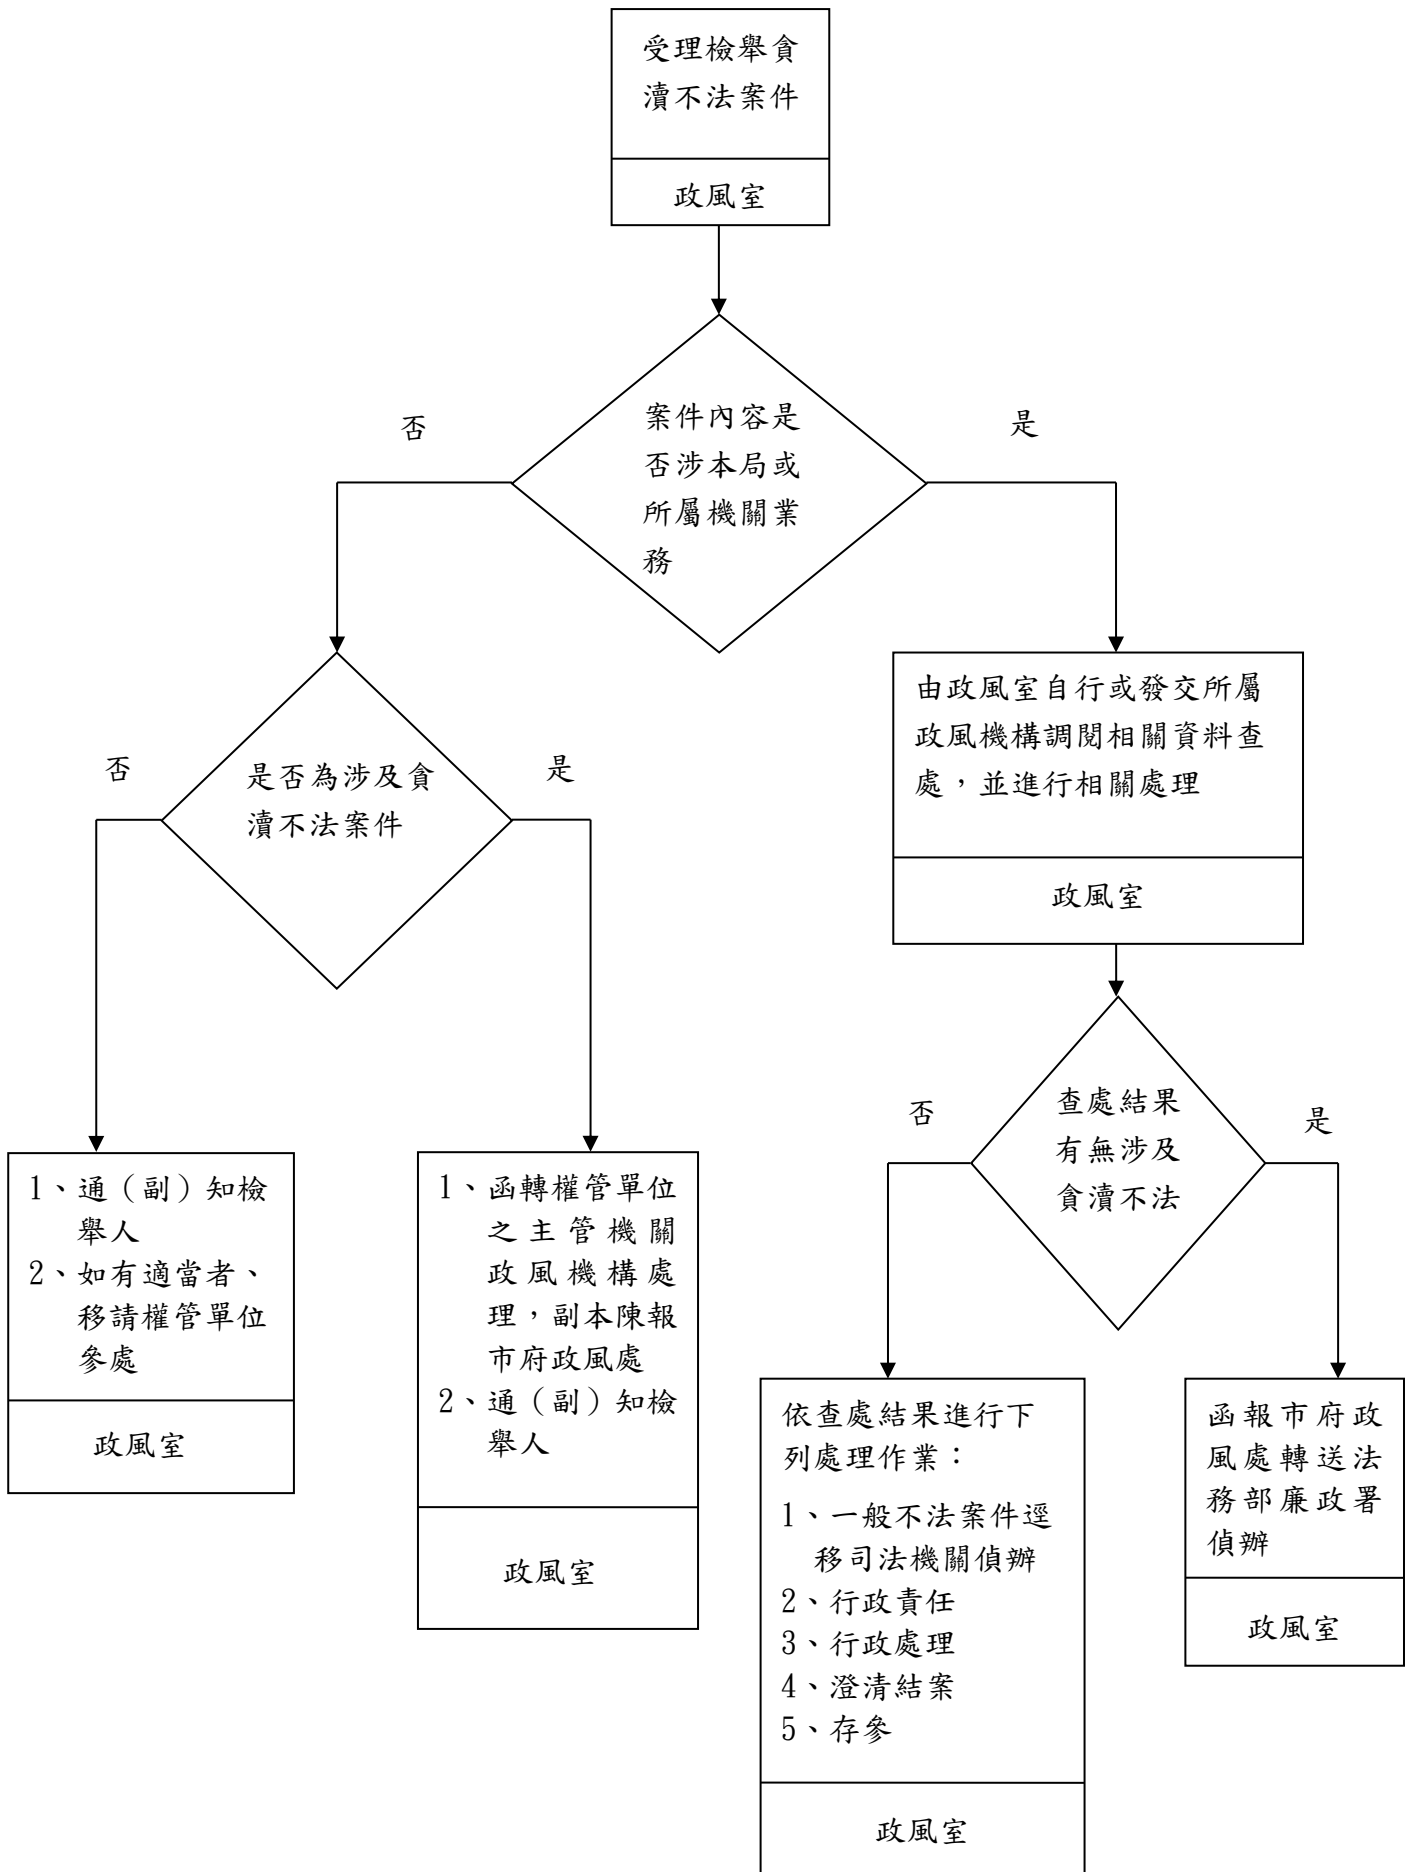 受理檢舉貪
瀆不法案件
政風室
案件內容是
否涉本局或
所屬機關業
務
否
是
是否為涉及貪
瀆不法案件
否
是
由政風室自行或發交所屬
政風機構調閱相關資料查
處，並進行相關處理
政風室
查處結果
有無涉及
貪瀆不法
否
是
1、通（副）知檢
舉人
2、如有適當者、
移請權管單位
參處
政風室
1、函轉權管單位
之主管機關
政風機構處
理，副本陳報
市府政風處
2、通（副）知檢
舉人
政風室
依查處結果進行下
列處理作業：
1、一般不法案件逕
移司法機關偵辦
2、行政責任
3、行政處理
4、澄清結案
5、存參
政風室
函報市府政
風處轉送法
務部廉政署
偵辦
政風室